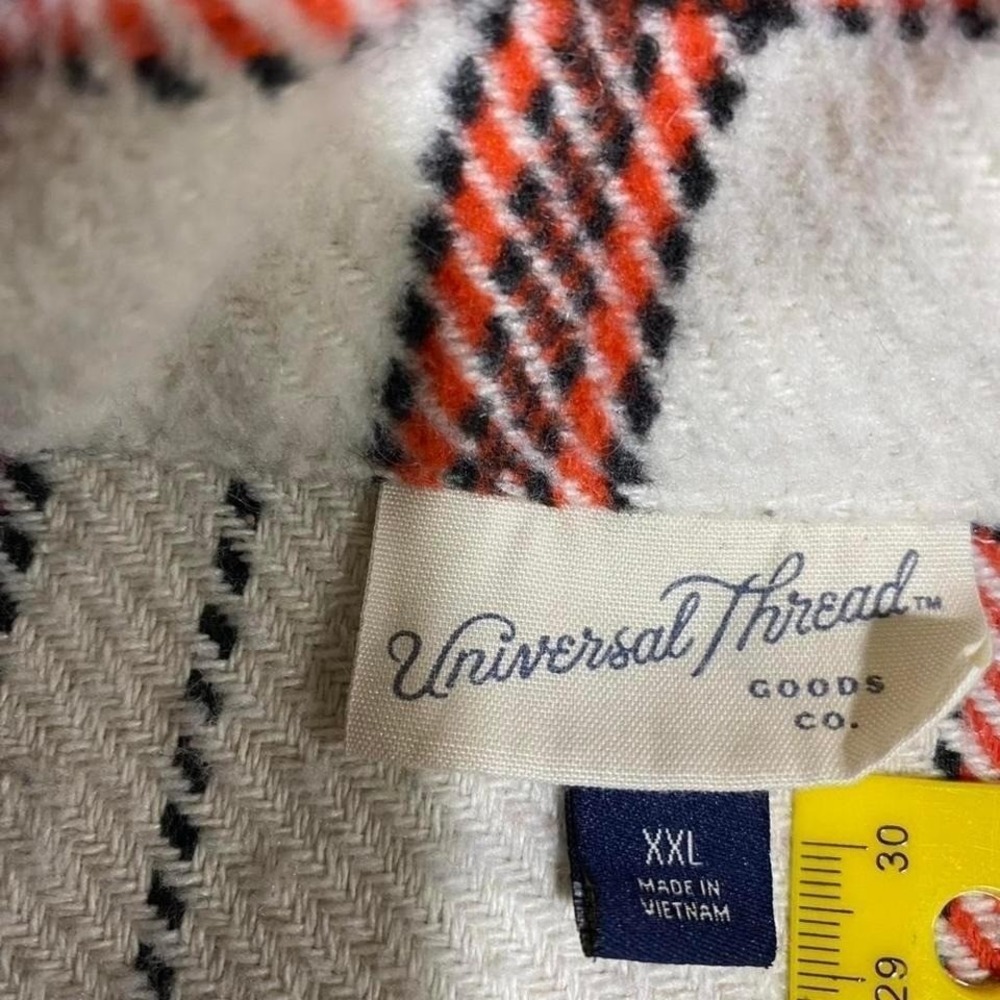 Universal Thread™
GOODS
CO.
XXL
MADE IN
VIETNAM
30
29